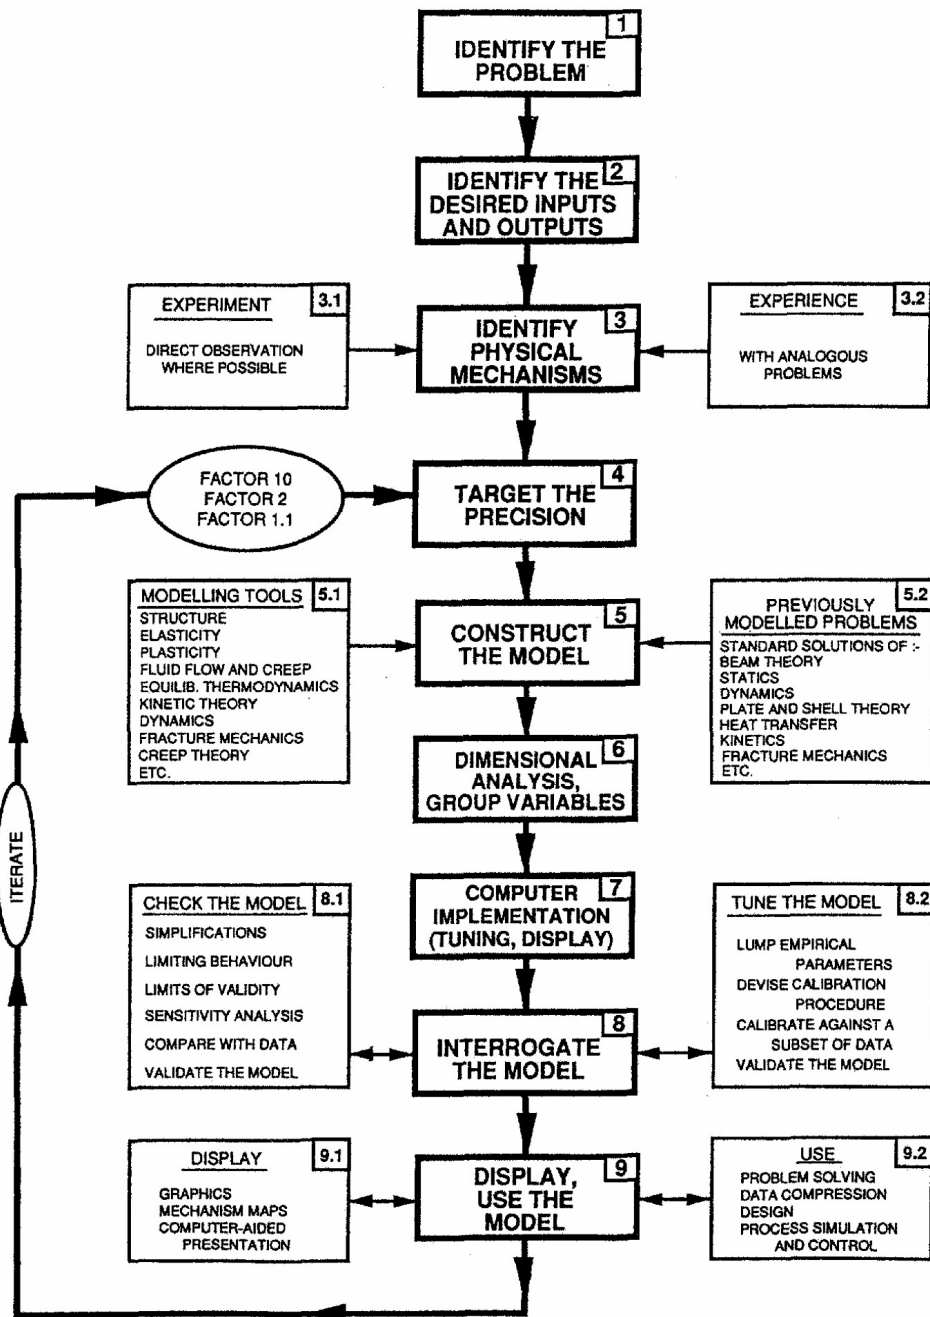 1
IDENTIFY THE
PROBLEM
2
IDENTIFY THE
DESIRED INPUTS
AND OUTPUTS
EXPERIMENT
3.1
DIRECT OBSERVATION
WHERE POSSIBLE
3
IDENTIFY
PHYSICAL
MECHANISMS
EXPERIENCE
3.2
WITH ANALOGOUS
PROBLEMS
FACTOR 10
FACTOR 2
FACTOR 1.1
4
TARGET THE
PRECISION
MODELLING TOOLS
5.1
STRUCTURE
ELASTICITY
PLASTICITY
FLUID FLOW AND CREEP
EQUILIB. THERMODYNAMICS
KINETIC THEORY
DYNAMICS
FRACTURE MECHANICS
CREEP THEORY
ETC.
5
CONSTRUCT
THE MODEL
5.2
PREVIOUSLY
MODELLED PROBLEMS
STANDARD SOLUTIONS OF :-
BEAM THEORY
STATICS
DYNAMICS
PLATE AND SHELL THEORY
HEAT TRANSFER
KINETICS
FRACTURE MECHANICS
ETC.
6
DIMENSIONAL
ANALYSIS,
GROUP VARIABLES
ITERATE
7
COMPUTER
IMPLEMENTATION
(TUNING, DISPLAY)
CHECK THE MODEL
8.1
SIMPLIFICATIONS
LIMITING BEHAVIOUR
LIMITS OF VALIDITY
SENSITIVITY ANALYSIS
COMPARE WITH DATA
VALIDATE THE MODEL
8
INTERROGATE
THE MODEL
TUNE THE MODEL
8.2
LUMP EMPIRICAL
PARAMETERS
DEVISE CALIBRATION
PROCEDURE
CALIBRATE AGAINST A
SUBSET OF DATA
VALIDATE THE MODEL
DISPLAY
9.1
GRAPHICS
MECHANISM MAPS
COMPUTER-AIDED
PRESENTATION
9
DISPLAY,
USE THE
MODEL
USE
9.2
PROBLEM SOLVING
DATA COMPRESSION
DESIGN
PROCESS SIMULATION
AND CONTROL